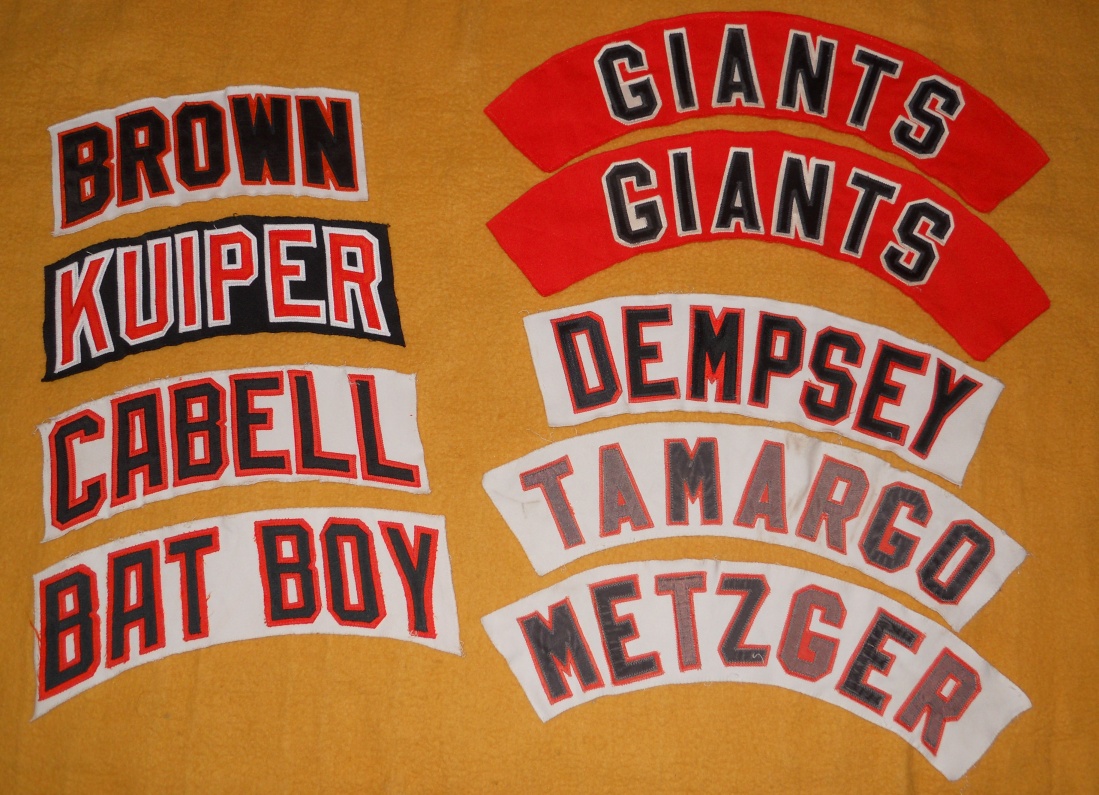 BROWN
KUIPER
CABELL
BAT BOY
GIANTS
GIANTS
DEMPSEY
TAMARGO
METZGER